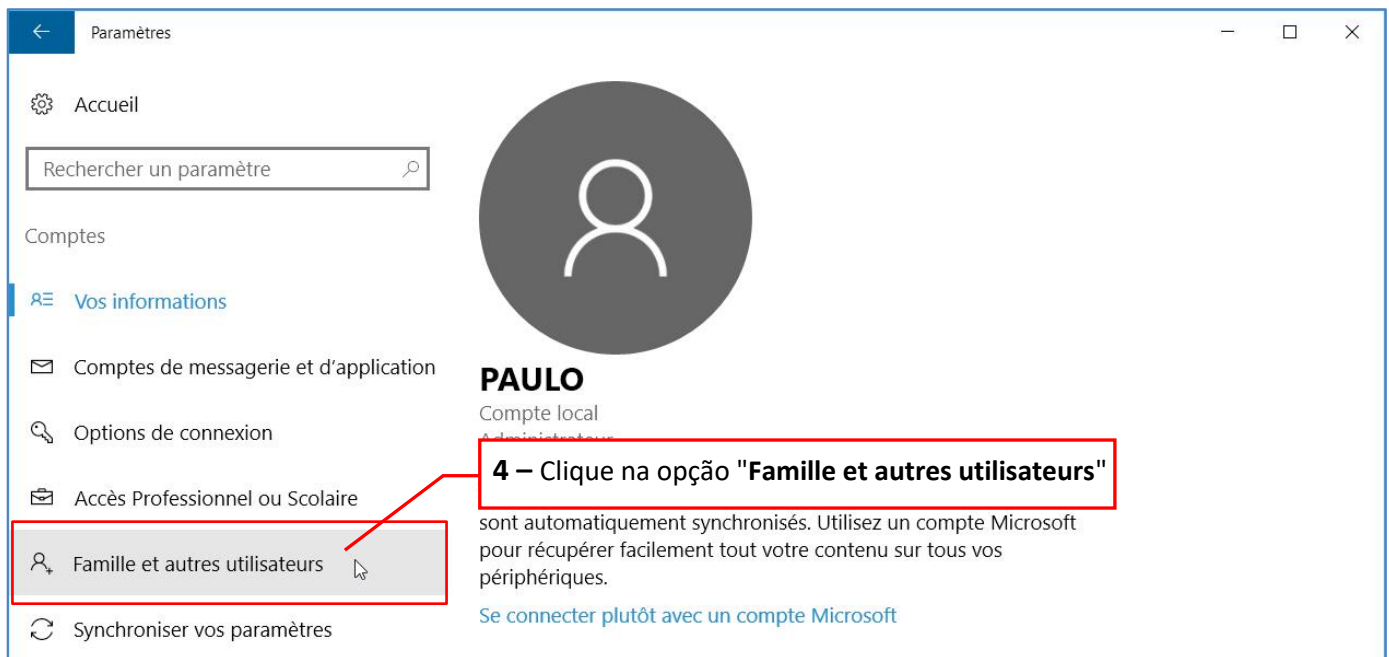 Paramètres
Accueil
Rechercher un paramètre
Comptes
Vos informations
Comptes de messagerie et d'application
Options de connexion
Accès Professionnel ou Scolaire
Famille et autres utilisateurs
Synchroniser vos paramètres
PAULO
Compte local
Administrateur
4 – Clique na opção "Famille et autres utilisateurs"
sont automatiquement synchronisés. Utilisez un compte Microsoft
pour récupérer facilement tout votre contenu sur tous vos
périphériques.
Se connecter plutôt avec un compte Microsoft